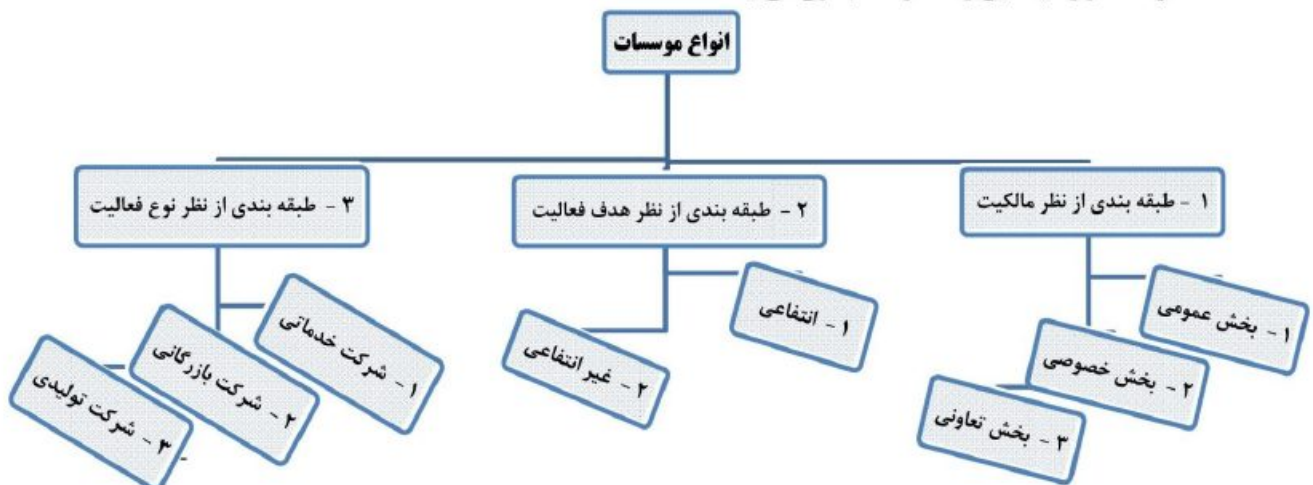 انواع موسسات
۱ - طبقه بندی از نظر مالکیت
۱ - بخش عمومی
۲ - بخش خصوصی
۳ - بخش تعاونی
۲ - طبقه بندی از نظر هدف فعالیت
۱ - انتفاعی
۲ - غیر انتفاعی
۳ - طبقه بندی از نظر نوع فعالیت
۱ - شرکت خدماتی
۲ - شرکت بازرگانی
۳ - شرکت تولیدی